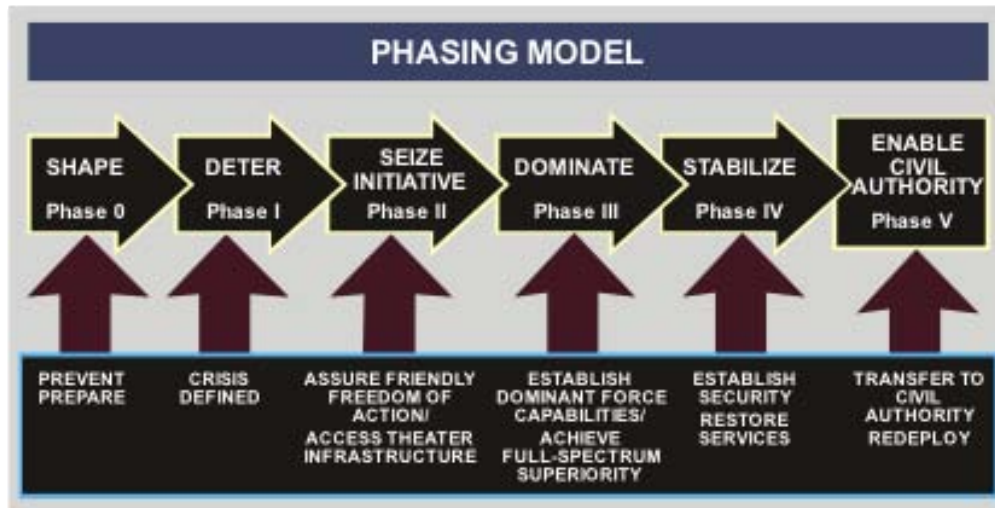 PHASING MODEL
SHAPE
Phase 0
DETER
Phase I
SEIZE
INITIATIVE
Phase II
DOMINATE
Phase III
STABILIZE
Phase IV
ENABLE
CIVIL
AUTHORITY
Phase V
PREVENT
PREPARE
CRISIS
DEFINED
ASSURE FRIENDLY
FREEDOM OF
ACTION/
ACCESS THEATER
INFRASTRUCTURE
ESTABLISH
DOMINANT FORCE
CAPABILITIES/
ACHIEVE
FULL-SPECTRUM
SUPERIORITY
ESTABLISH
SECURITY
RESTORE
SERVICES
TRANSFER TO
CIVIL
AUTHORITY
REDEPLOY